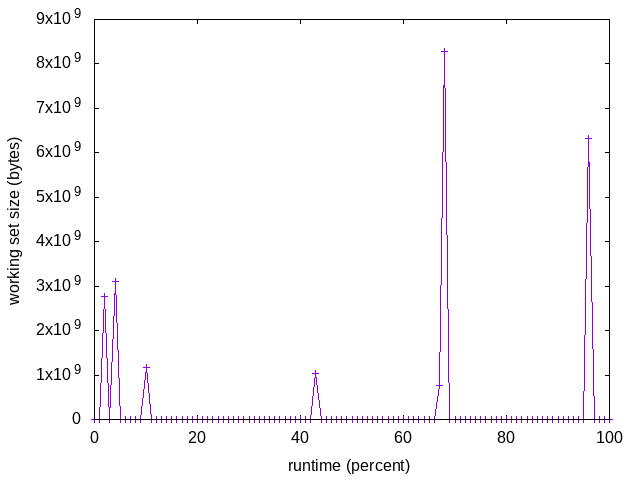 9x10^9
8x10^9
7x10^9
6x10^9
5x10^9
4x10^9
3x10^9
2x10^9
1x10^9
0
working set size (bytes)
0 20 40 60 80 100
runtime (percent)